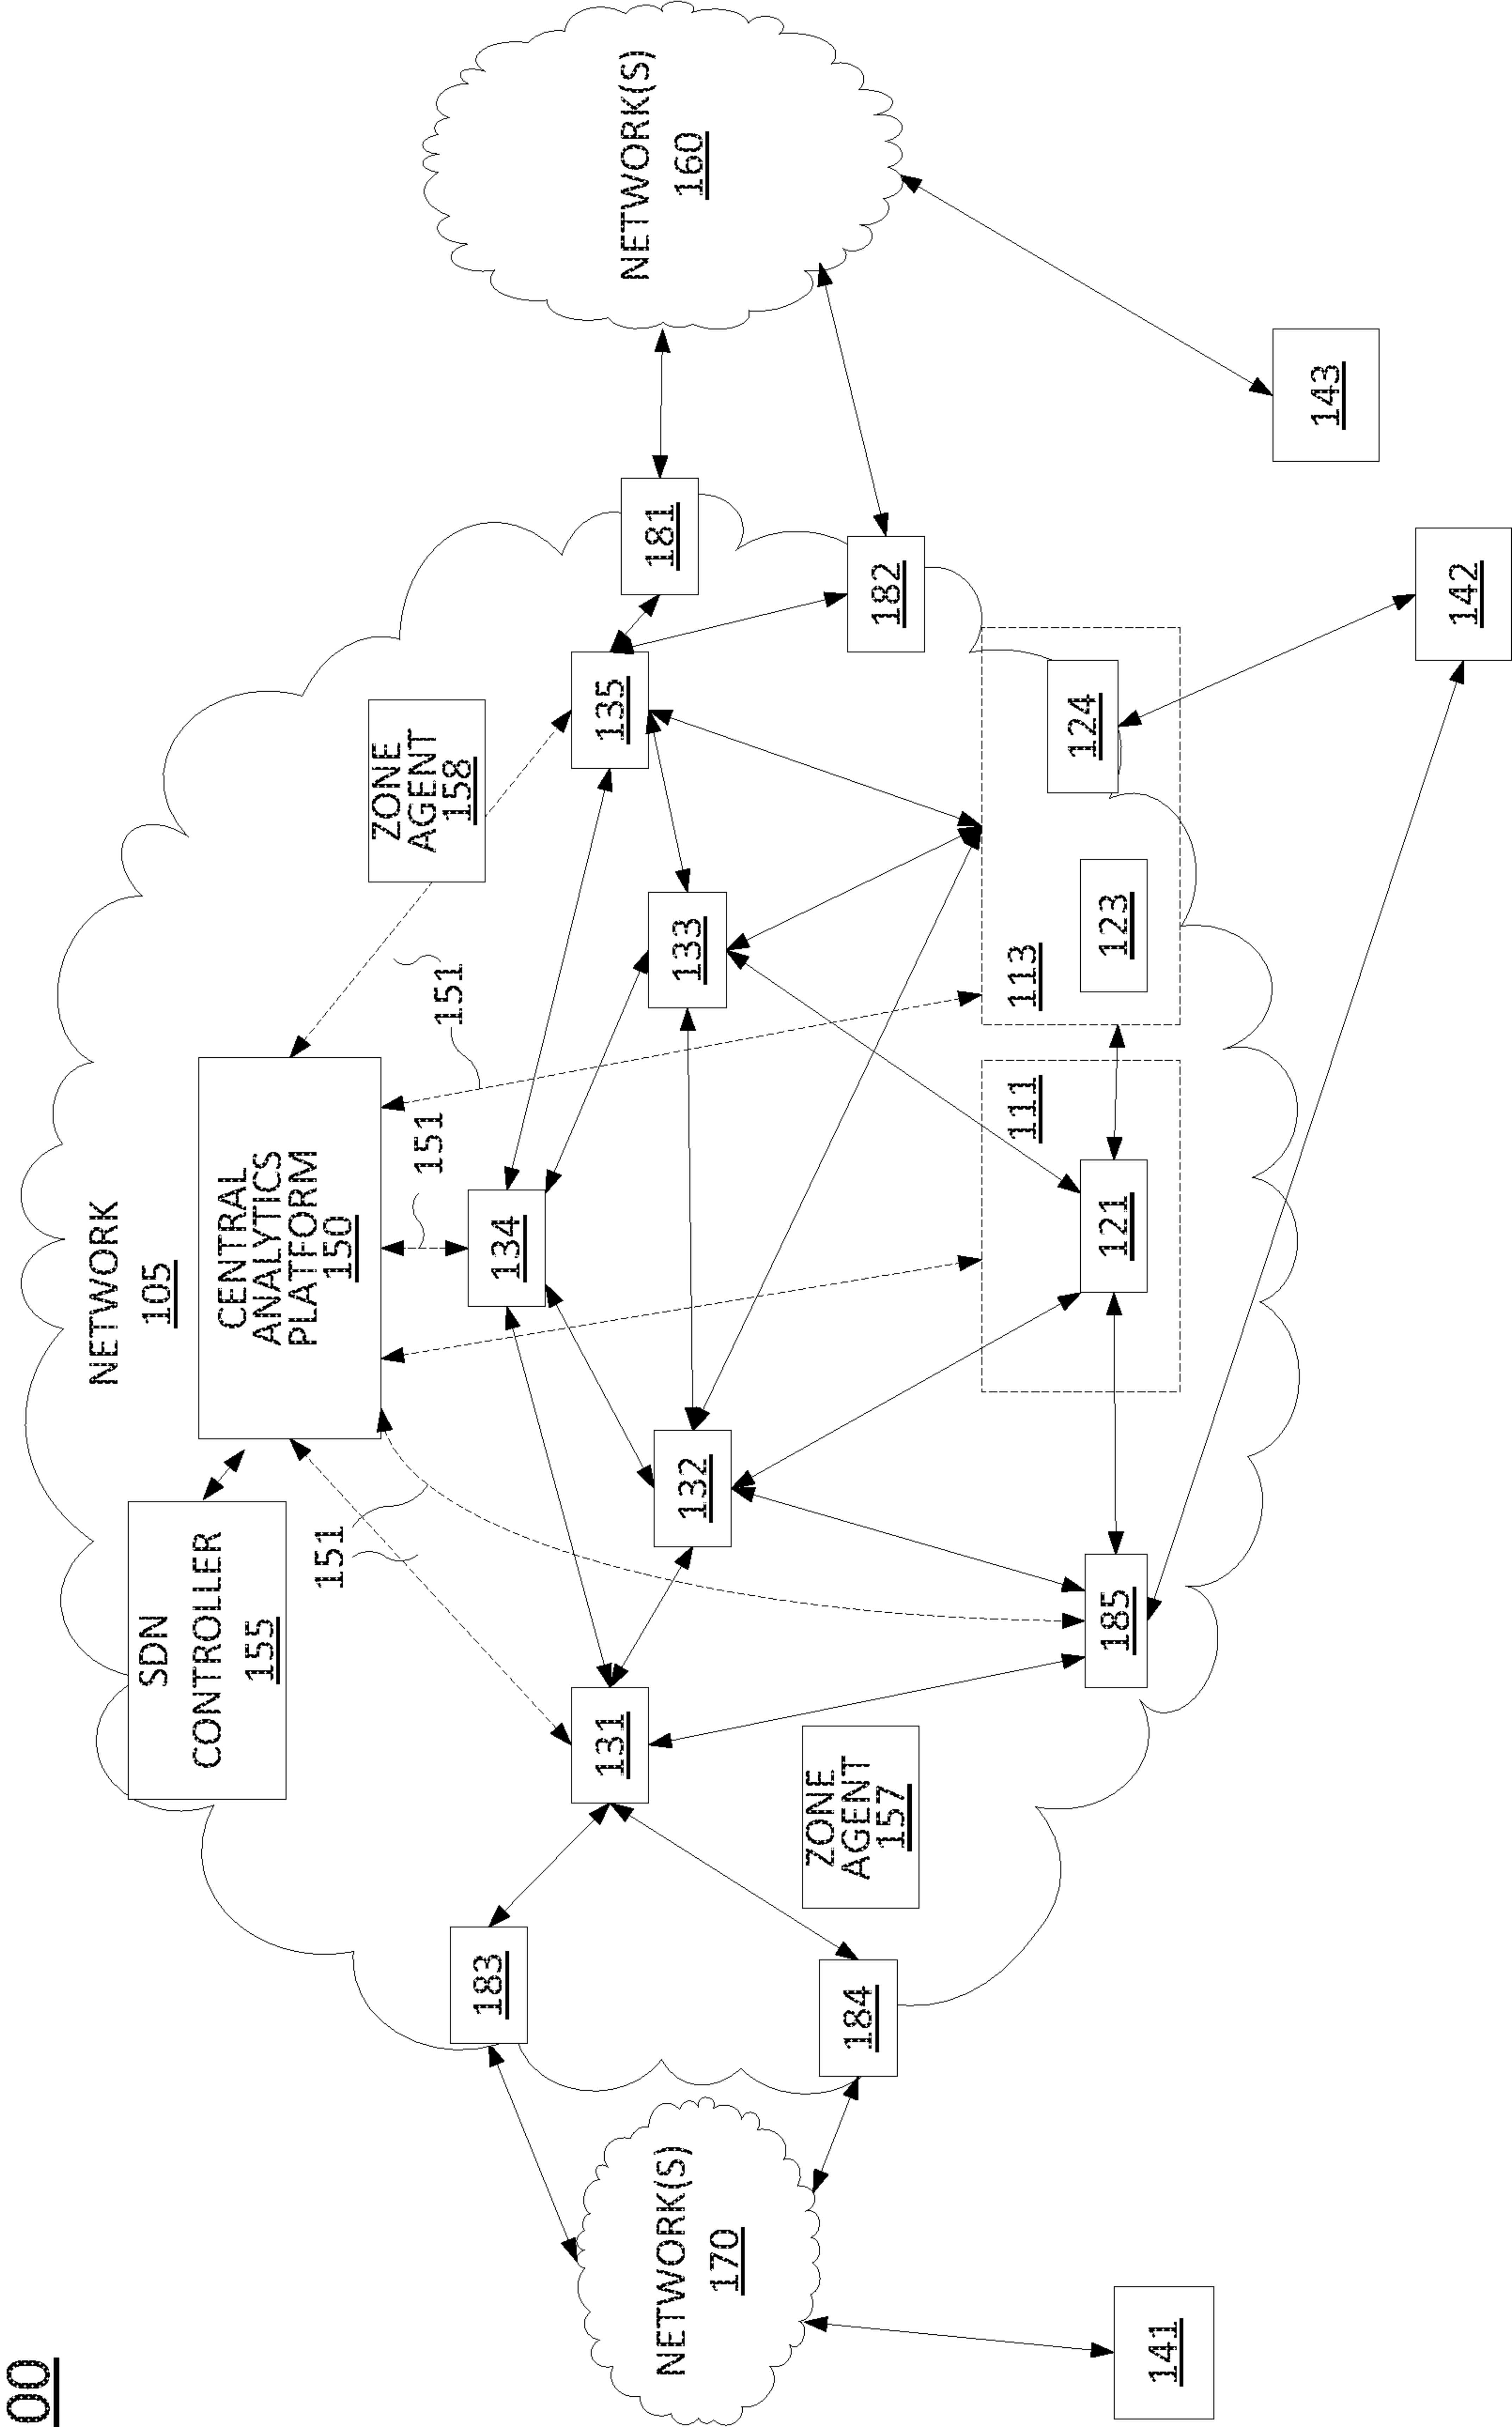 00
NETWORK
105
SDN
CONTROLLER
155
CENTRAL
ANALYTICS
PLATFORM
150
151
151
151
ZONE
AGENT
158
183
131
134
135
181
NETWORK(S)
160
NETWORK(S)
170
184
ZONE
AGENT
157
132
133
182
185
111
121
113
123
124
141
142
143